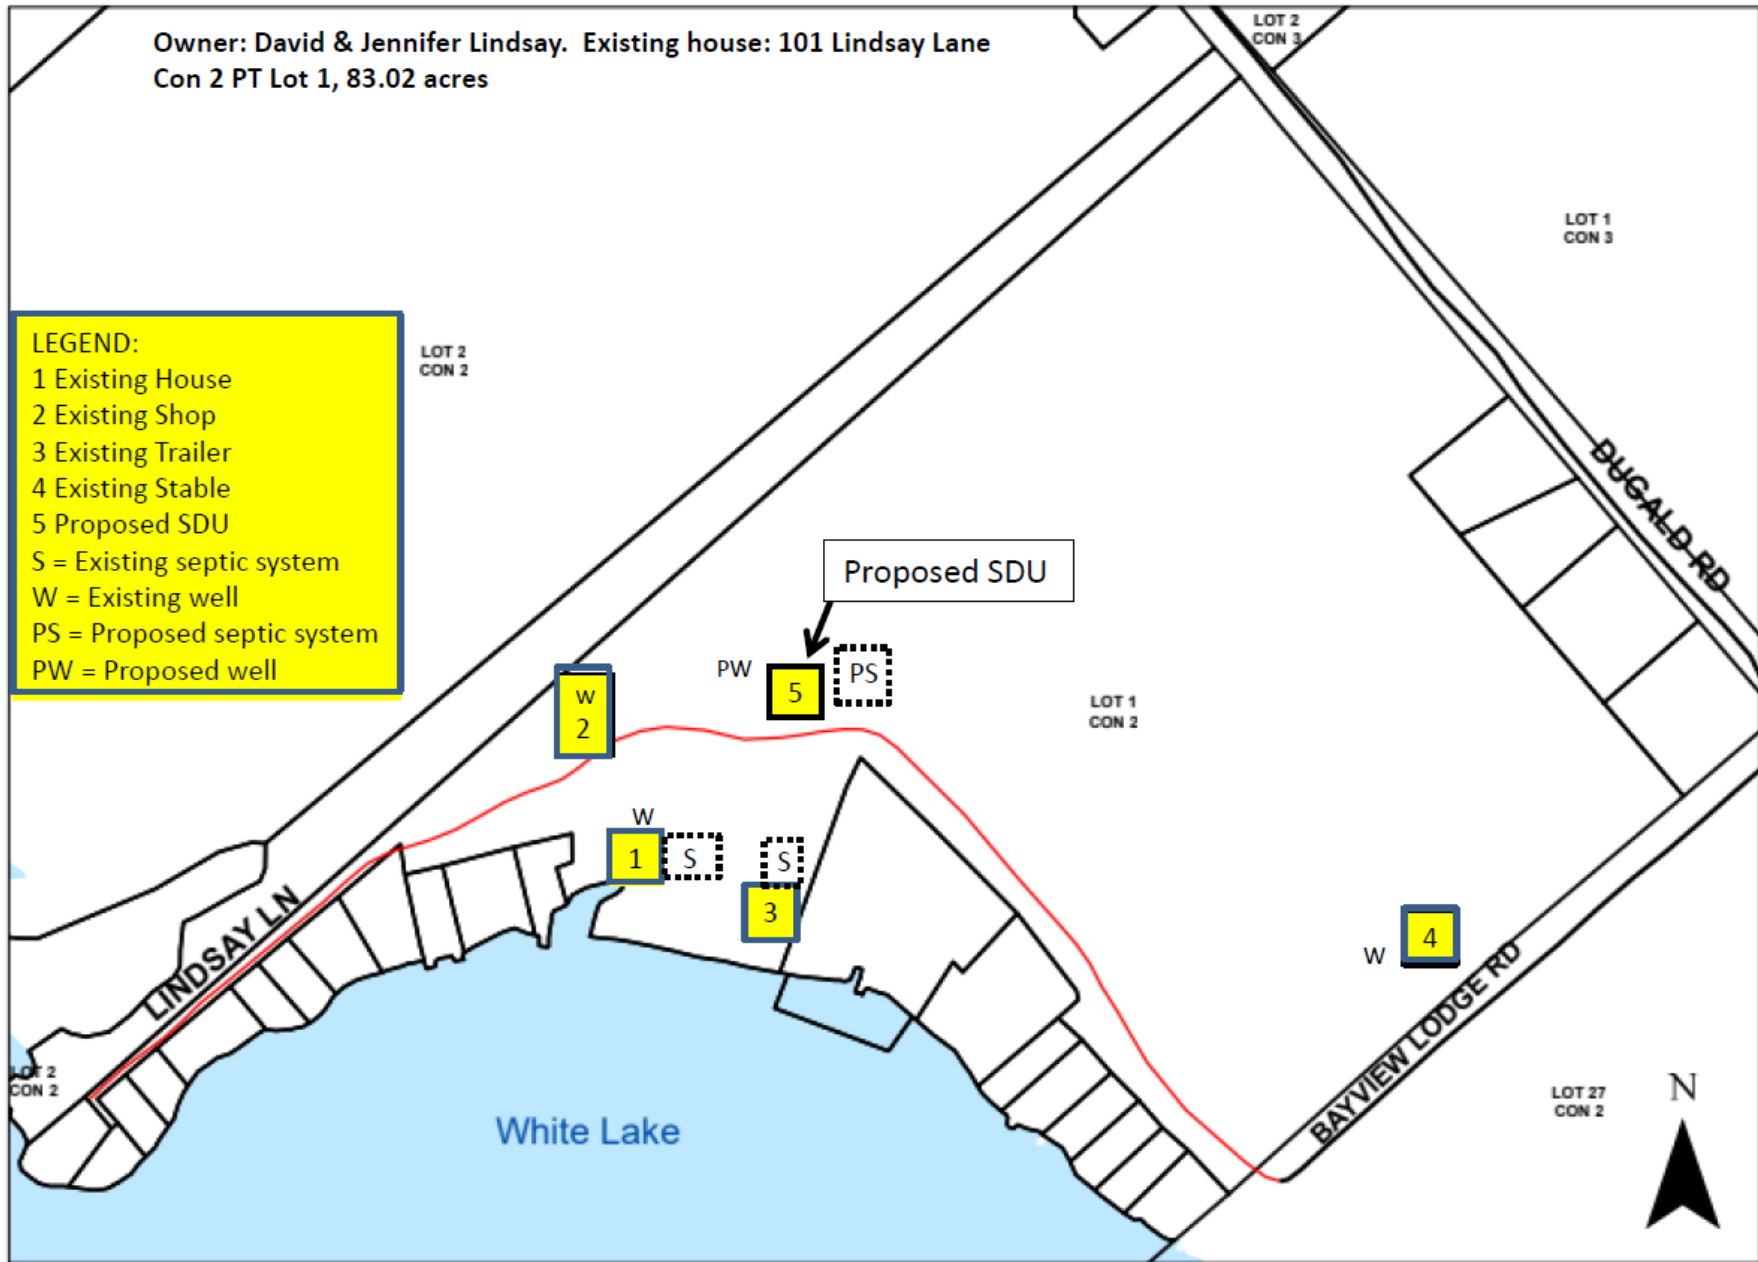 Owner: David & Jennifer Lindsay.  Existing house: 101 Lindsay Lane
Con 2 PT Lot 1, 83.02 acres
LOT 2
CON 3
LOT 1
CON 3
LEGEND:
1 Existing House
2 Existing Shop
3 Existing Trailer
4 Existing Stable
5 Proposed SDU
S = Existing septic system
W = Existing well
PS = Proposed septic system
PW = Proposed well
LOT 2
CON 2
DUGALD RD
Proposed SDU
PW
5
PS
w
2
LOT 1
CON 2
W
1
S
S
3
W
4
LINDSAY LN
BAYVIEW LODGE RD
LOT 2
CON 2
White Lake
LOT 27
CON 2
N